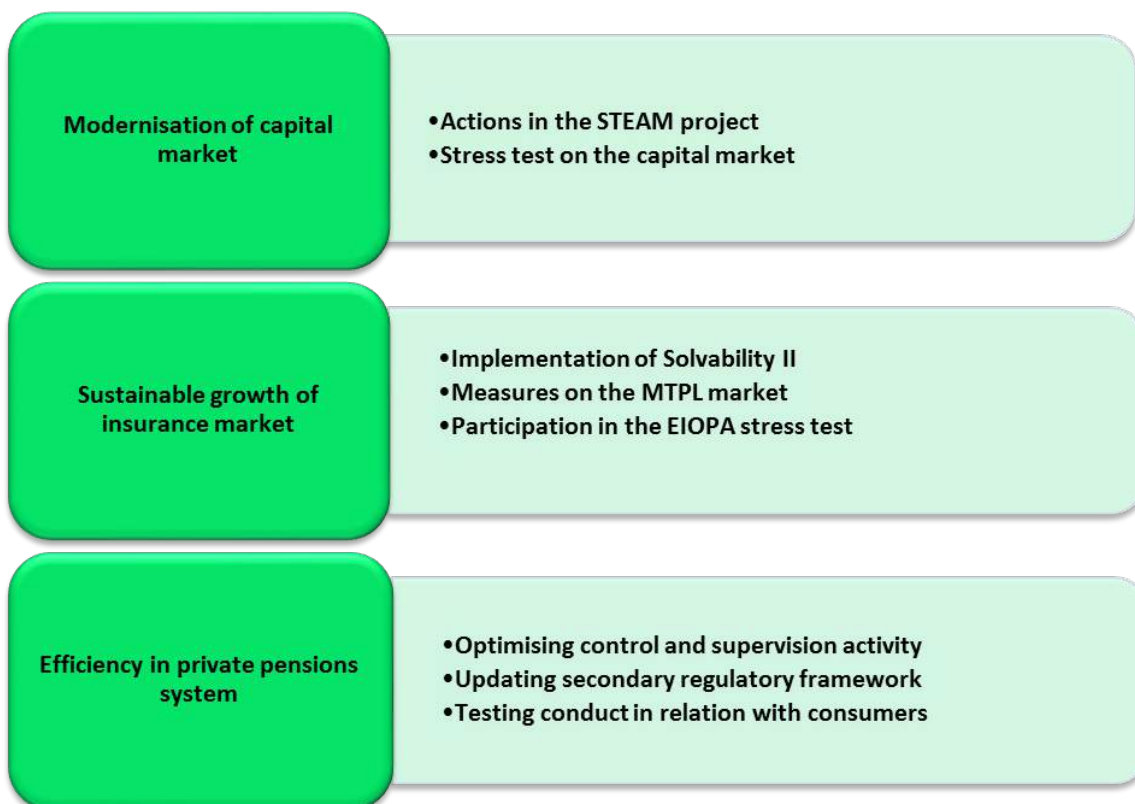 Modernisation of capital
market
•Actions in the STEAM project
•Stress test on the capital market
Sustainable growth of
insurance market
•Implementation of Solvability II
•Measures on the MTPL market
•Participation in the EIOPA stress test
Efficiency in private pensions
system
•Optimising control and supervision activity
•Updating secondary regulatory framework
•Testing conduct in relation with consumers